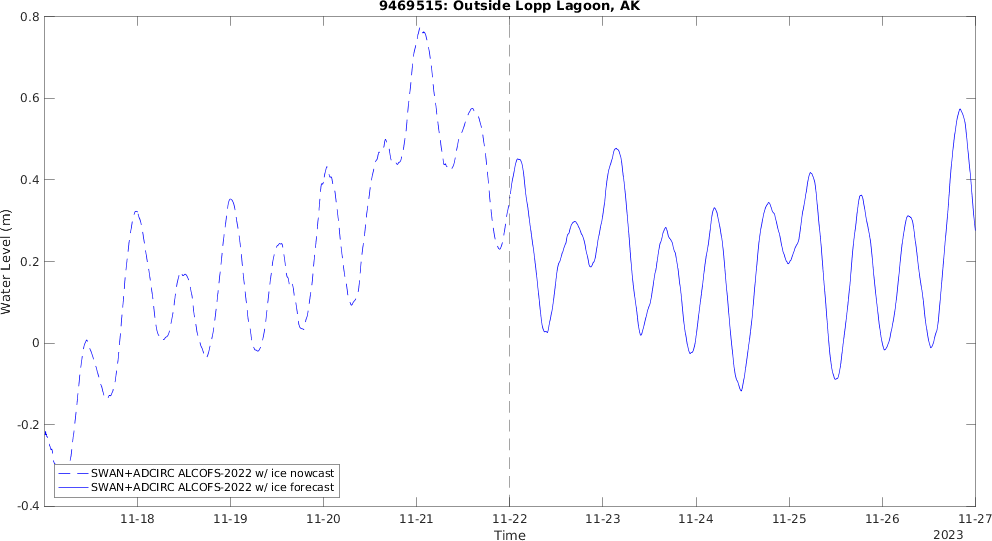 9469515: Outside Lopp Lagoon, AK
Water Level (m)
0.8
0.6
0.4
0.2
0
-0.2
-0.4
SWAN+ADCIRC ALCOFS-2022 w/ ice nowcast
SWAN+ADCIRC ALCOFS-2022 w/ ice forecast
11-18 11-19 11-20 11-21 11-22 11-23 11-24 11-25 11-26 11-27
Time
2023